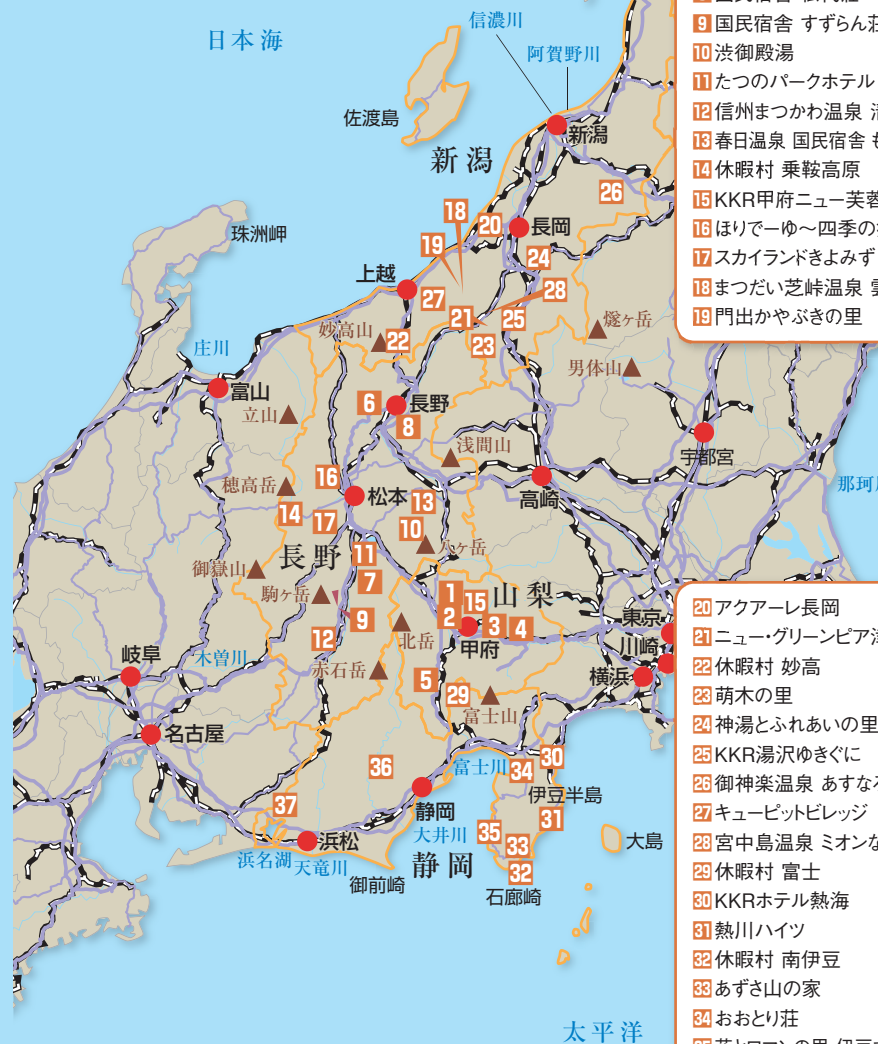 日本海
信濃川
阿賀野川
佐渡島
新潟
新潟
26
18
20
長岡
19
24
珠洲岬
上越
27
28
21
25
燧ヶ岳
妙高山
22
23
庄川
男体山
富山
6
長野
立山
8
浅間山
宇都宮
穂高岳
16
松本
高崎
13
14
17
10
長野
11
八ヶ岳
御嶽山
7
1
15
山梨
駒ヶ岳
9
2
3
4
東京
12
北岳
甲府
川崎
岐阜
木曽川
赤石岳
5
29
横浜
富士山
名古屋
36
富士川
34
30
37
静岡
伊豆半島
浜松
大井川
35
31
33
大島
浜名湖
天竜川
静岡
32
御前崎
石廊崎
太平洋
9 国民宿舎 すずらん荘
10 渋御殿湯
11 たつのパークホテル
12 信州まつかわ温泉
13 春日温泉 国民宿舎 も
14 休暇村 乗鞍高原
15 KKR甲府ニュー芙蓉
16 ほりでーゆ〜四季の
17 スカイランドきよみず
18 まつだい芝峠温泉
19 門出かやぶきの里
那珂
20 アクアーレ長岡
21 ニュー・グリーンピア
22 休暇村 妙高
23 萌木の里
24 神湯とふれあいの里
25 KKR湯沢ゆきぐに
26 御神楽温泉 あすなろ
27 キューピットビレッジ
28 宮中島温泉 ミオンな
29 休暇村 富士
30 KKRホテル熱海
31 熱川ハイツ
32 休暇村 南伊豆
33 あずさ山の家
34 おおとり荘